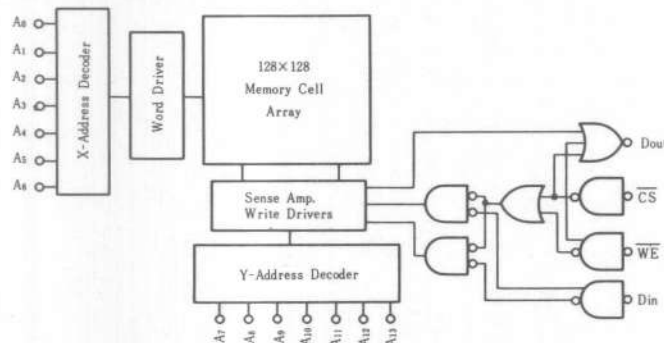 A0
A1
A2
A3
A4
A5
A6
X-Address Decoder
Word Driver
128×128
Memory Cell
Array
Sense Amp.
Write Drivers
Y-Address Decoder
A7
A8
A9
A10
A11
A12
A13
Dout
CS
WE
Din